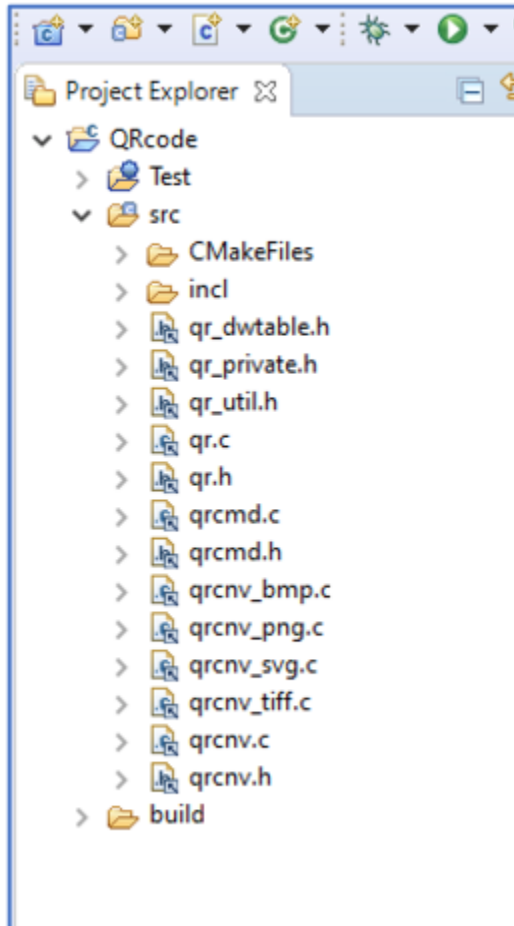 Project Explorer
QRcode
Test
src
CMakeFiles
incl
qr_dwtable.h
qr_private.h
qr_util.h
qr.c
qr.h
qrcmd.c
qrcmd.h
qrcnv_bmp.c
qrcnv_png.c
qrcnv_svg.c
qrcnv_tiff.c
qrcnv.c
qrcnv.h
build